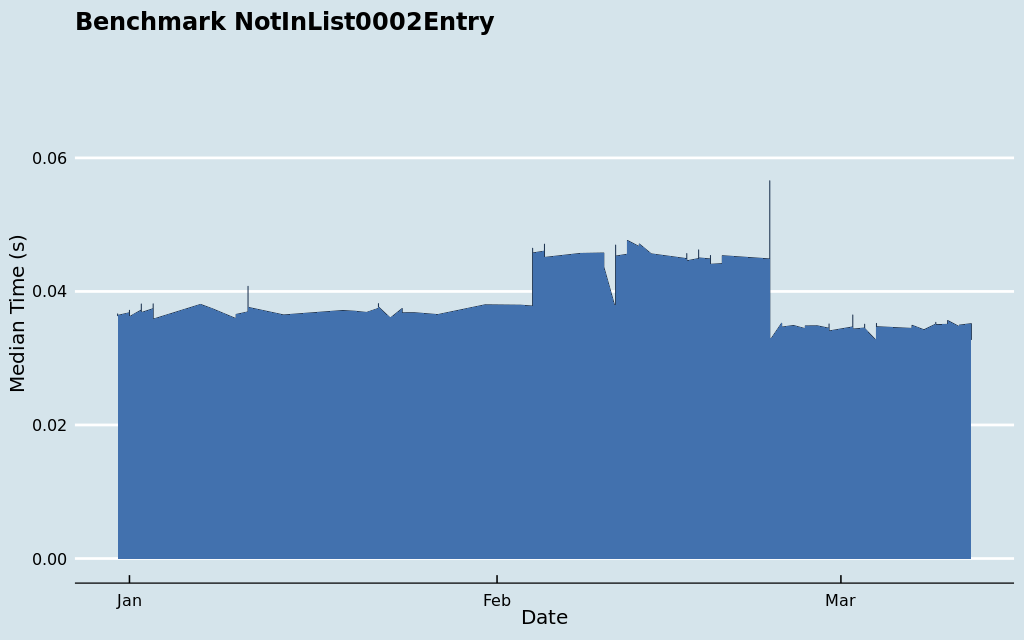 Benchmark NotInList0002Entry
Median Time (s)
0.06
0.04
0.02
0.00
Jan
Feb
Mar
Date